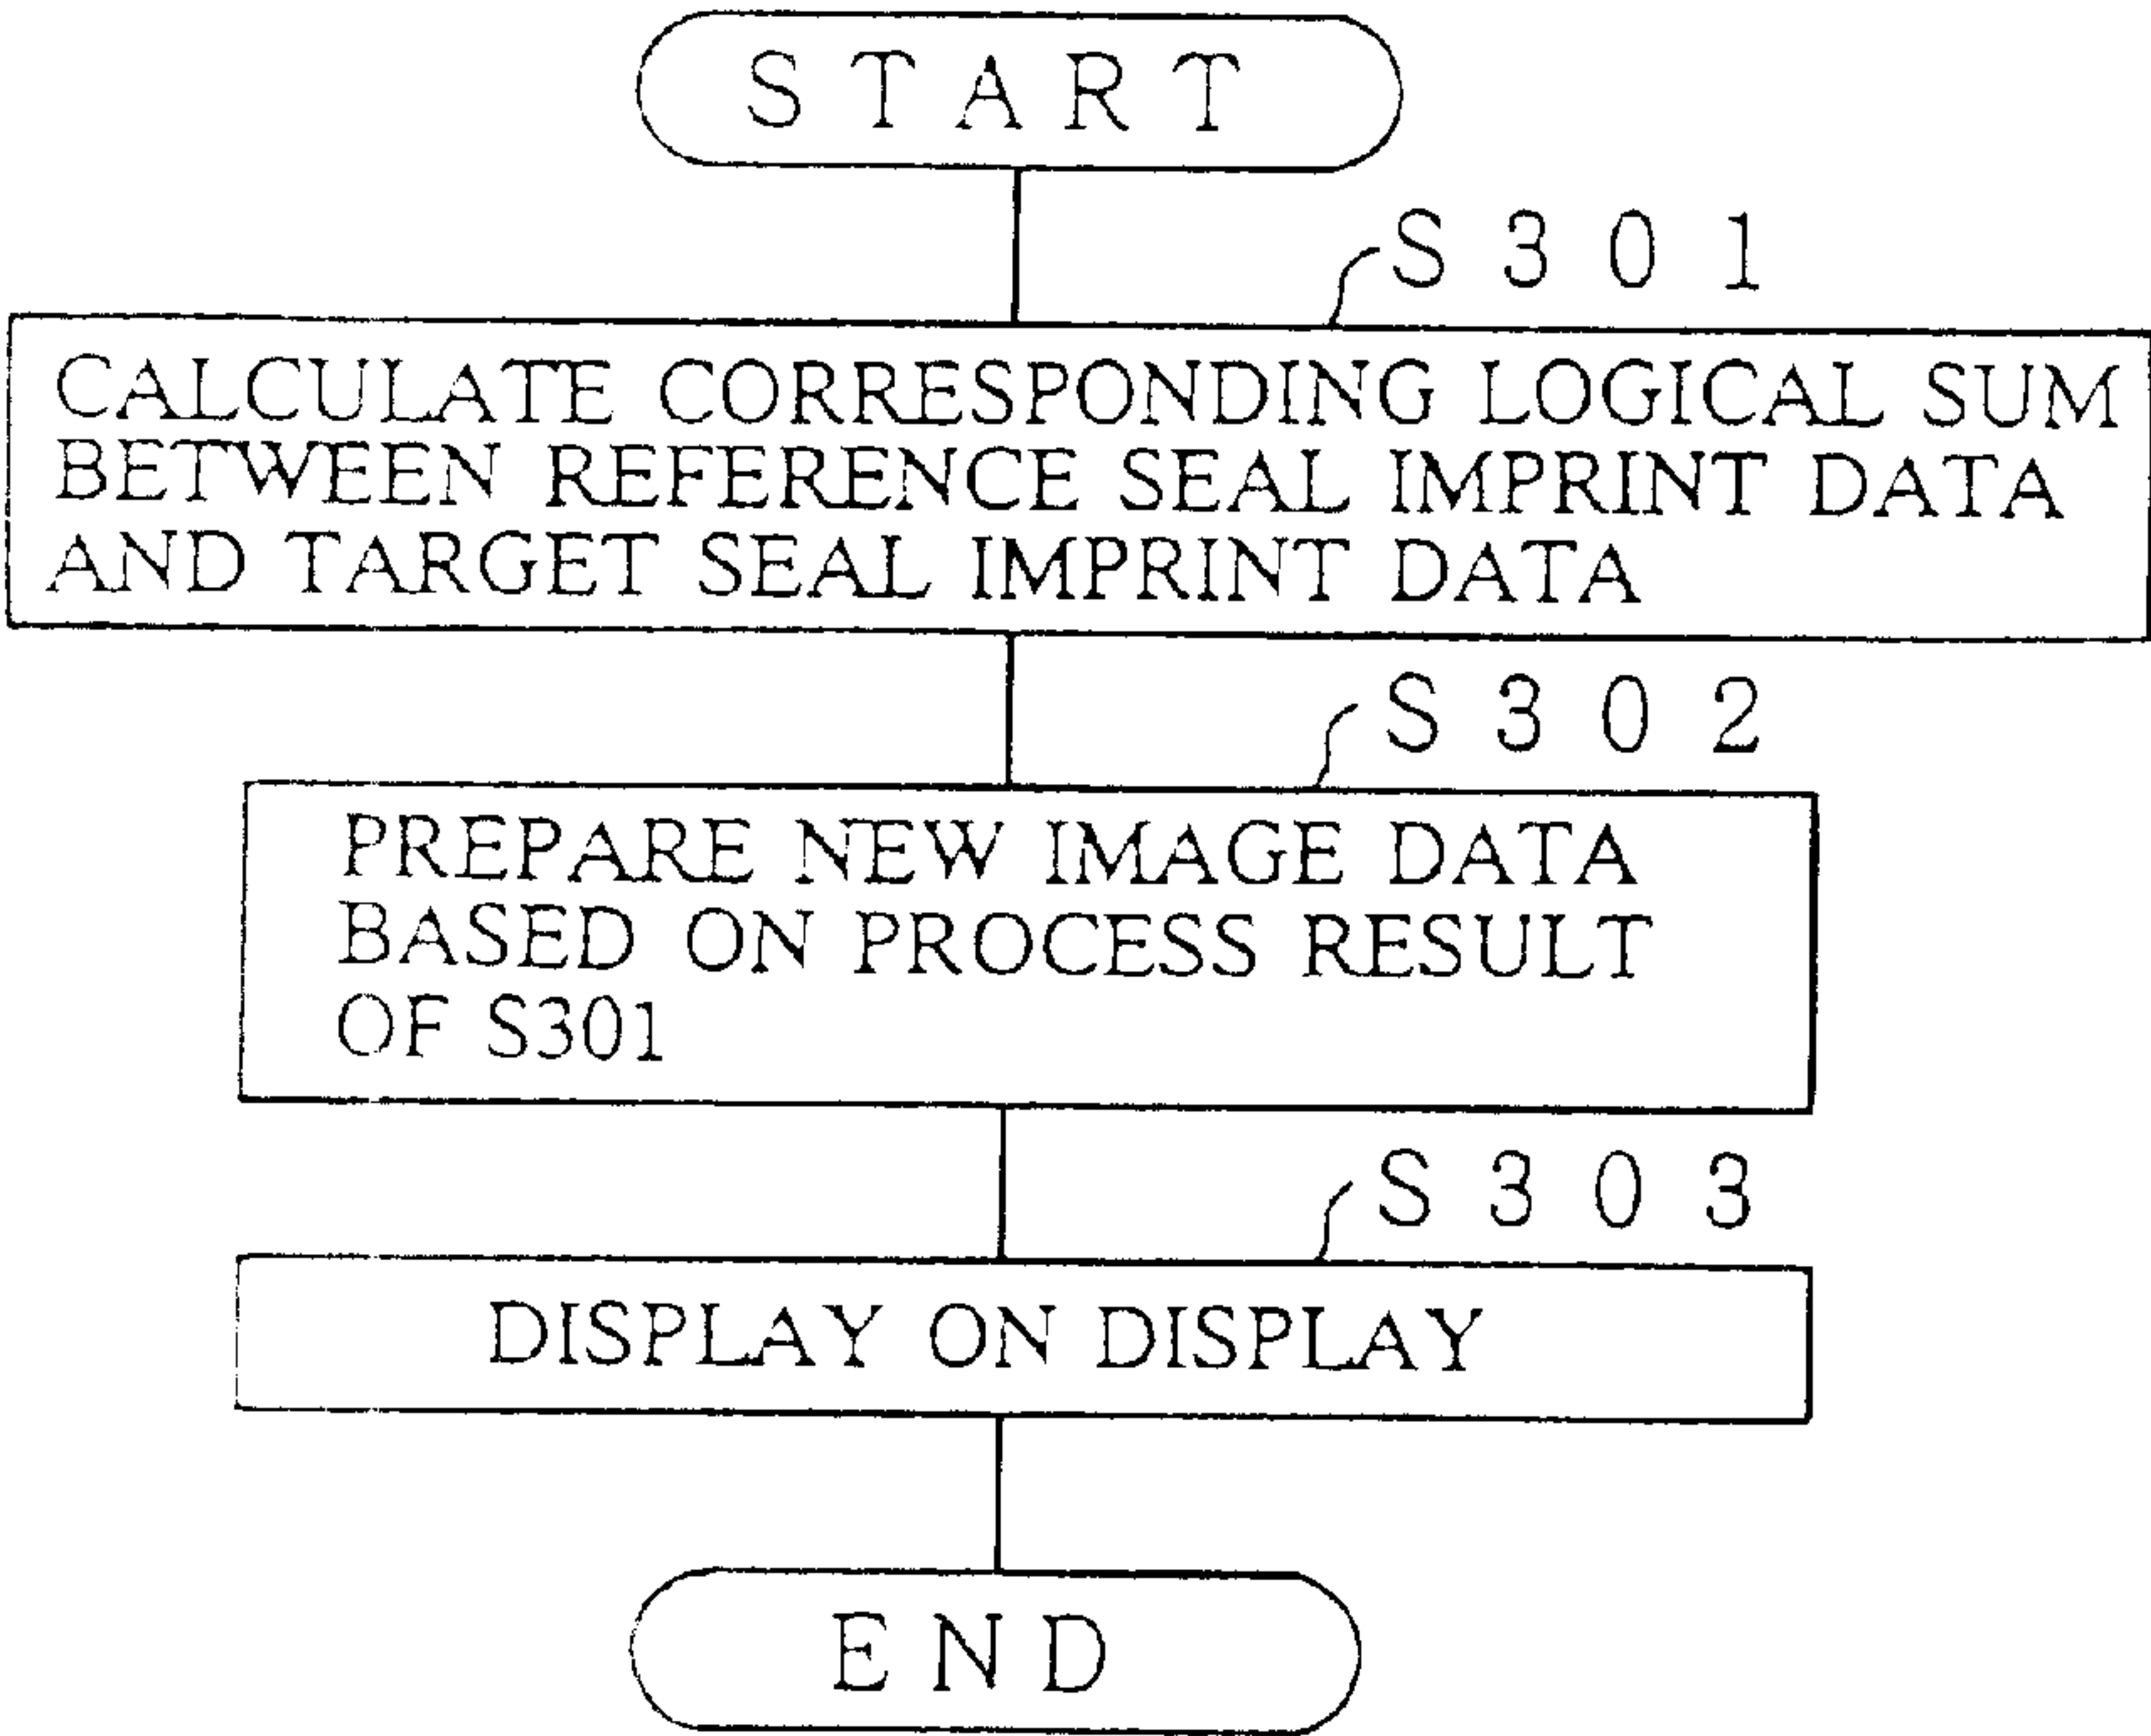 START
S301
CALCULATE CORRESPONDING LOGICAL SUM
BETWEEN REFERENCE SEAL IMPRINT DATA
AND TARGET SEAL IMPRINT DATA
S302
PREPARE NEW IMAGE DATA
BASED ON PROCESS RESULT
OF S301
S303
DISPLAY ON DISPLAY
END